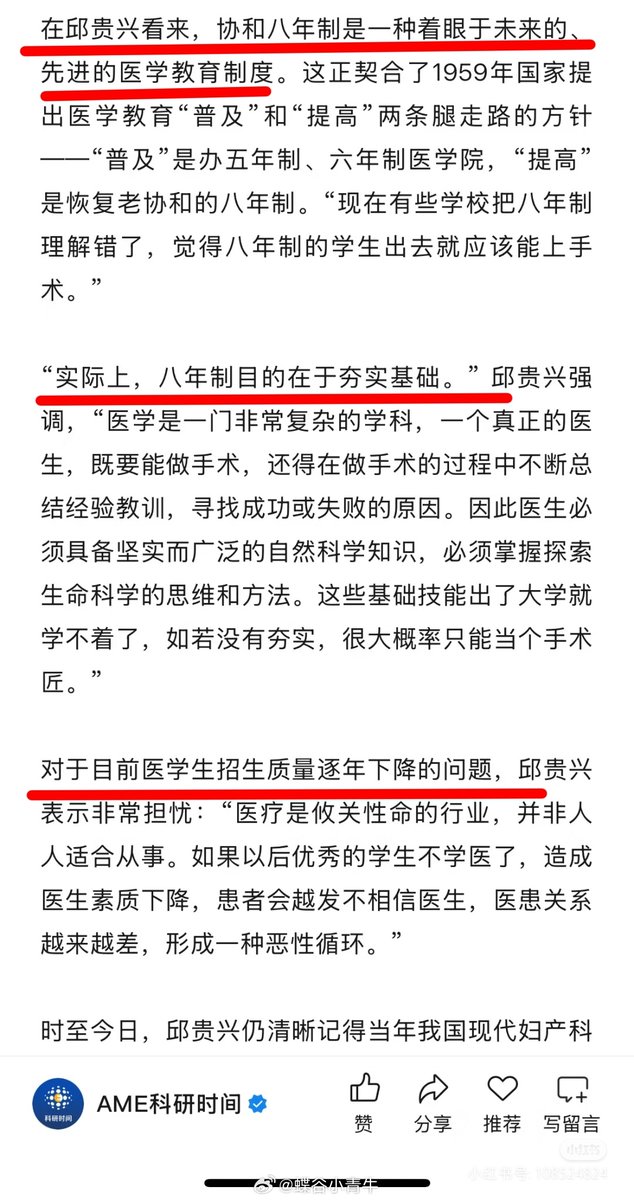 在邱贵兴看来，协和八年制是一种着眼于未来的、
先进的医学教育制度。这正契合了1959年国家提
出医学教育“普及”和“提高”两条腿走路的方针
——“普及”是办五年制、六年制医学院，“提高”
是恢复老协和的八年制。“现在有些学校把八年制
理解错了，觉得八年制的学生出去就应该能上手
术。”
“实际上，八年制目的在于夯实基础。”邱贵兴强
调，“医学是一门非常复杂的学科，一个真正的医
生，既要能做手术，还得在做手术的过程中不断总
结经验教训，寻找成功或失败的原因。因此医生必
须具备坚实而广泛的自然科学知识，必须掌握探索
生命科学的思维和方法。这些基础技能出了大学就
学不着了，如若没有夯实，很大概率只能当个手术
匠。”
对于目前医学生招生质量逐年下降的问题，邱贵兴
表示非常担忧：“医疗是攸关性命的行业，并非人
人适合从事。如果以后优秀的学生不学医了，造成
医生素质下降，患者会越发不相信医生，医患关系
越来越差，形成一种恶性循环。”
时至今日，邱贵兴仍清晰记得当年我国现代妇产科
科研时间
AME科研时间
赞 分享 推荐 写留言
小红书
@蝶谷小青牛